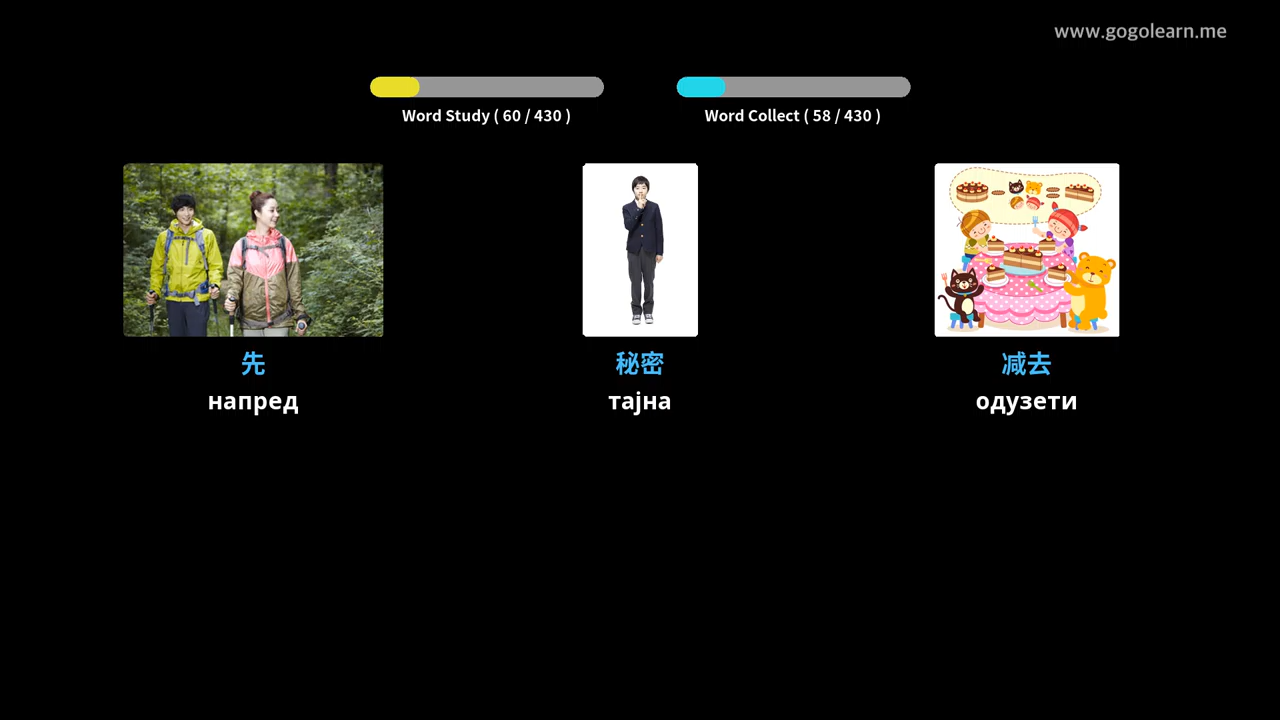 www.gogolearn.me
Word Study ( 60 / 430 )
Word Collect ( 58 / 430 )
先
напред
秘密
тајна
减去
одузети